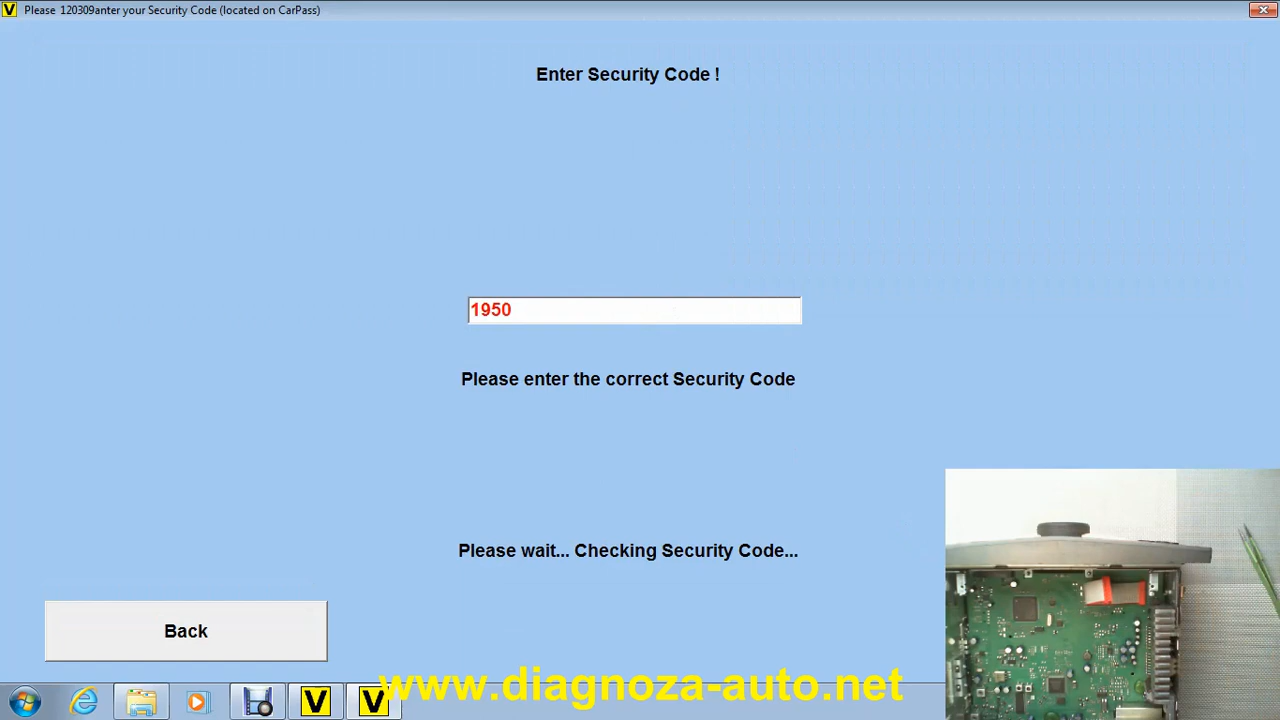 V Please 120309anter your Security Code (located on CarPass)
Enter Security Code !
1950
Please enter the correct Security Code
Please wait... Checking Security Code...
Back
V V
www.diagnoza-auto.net